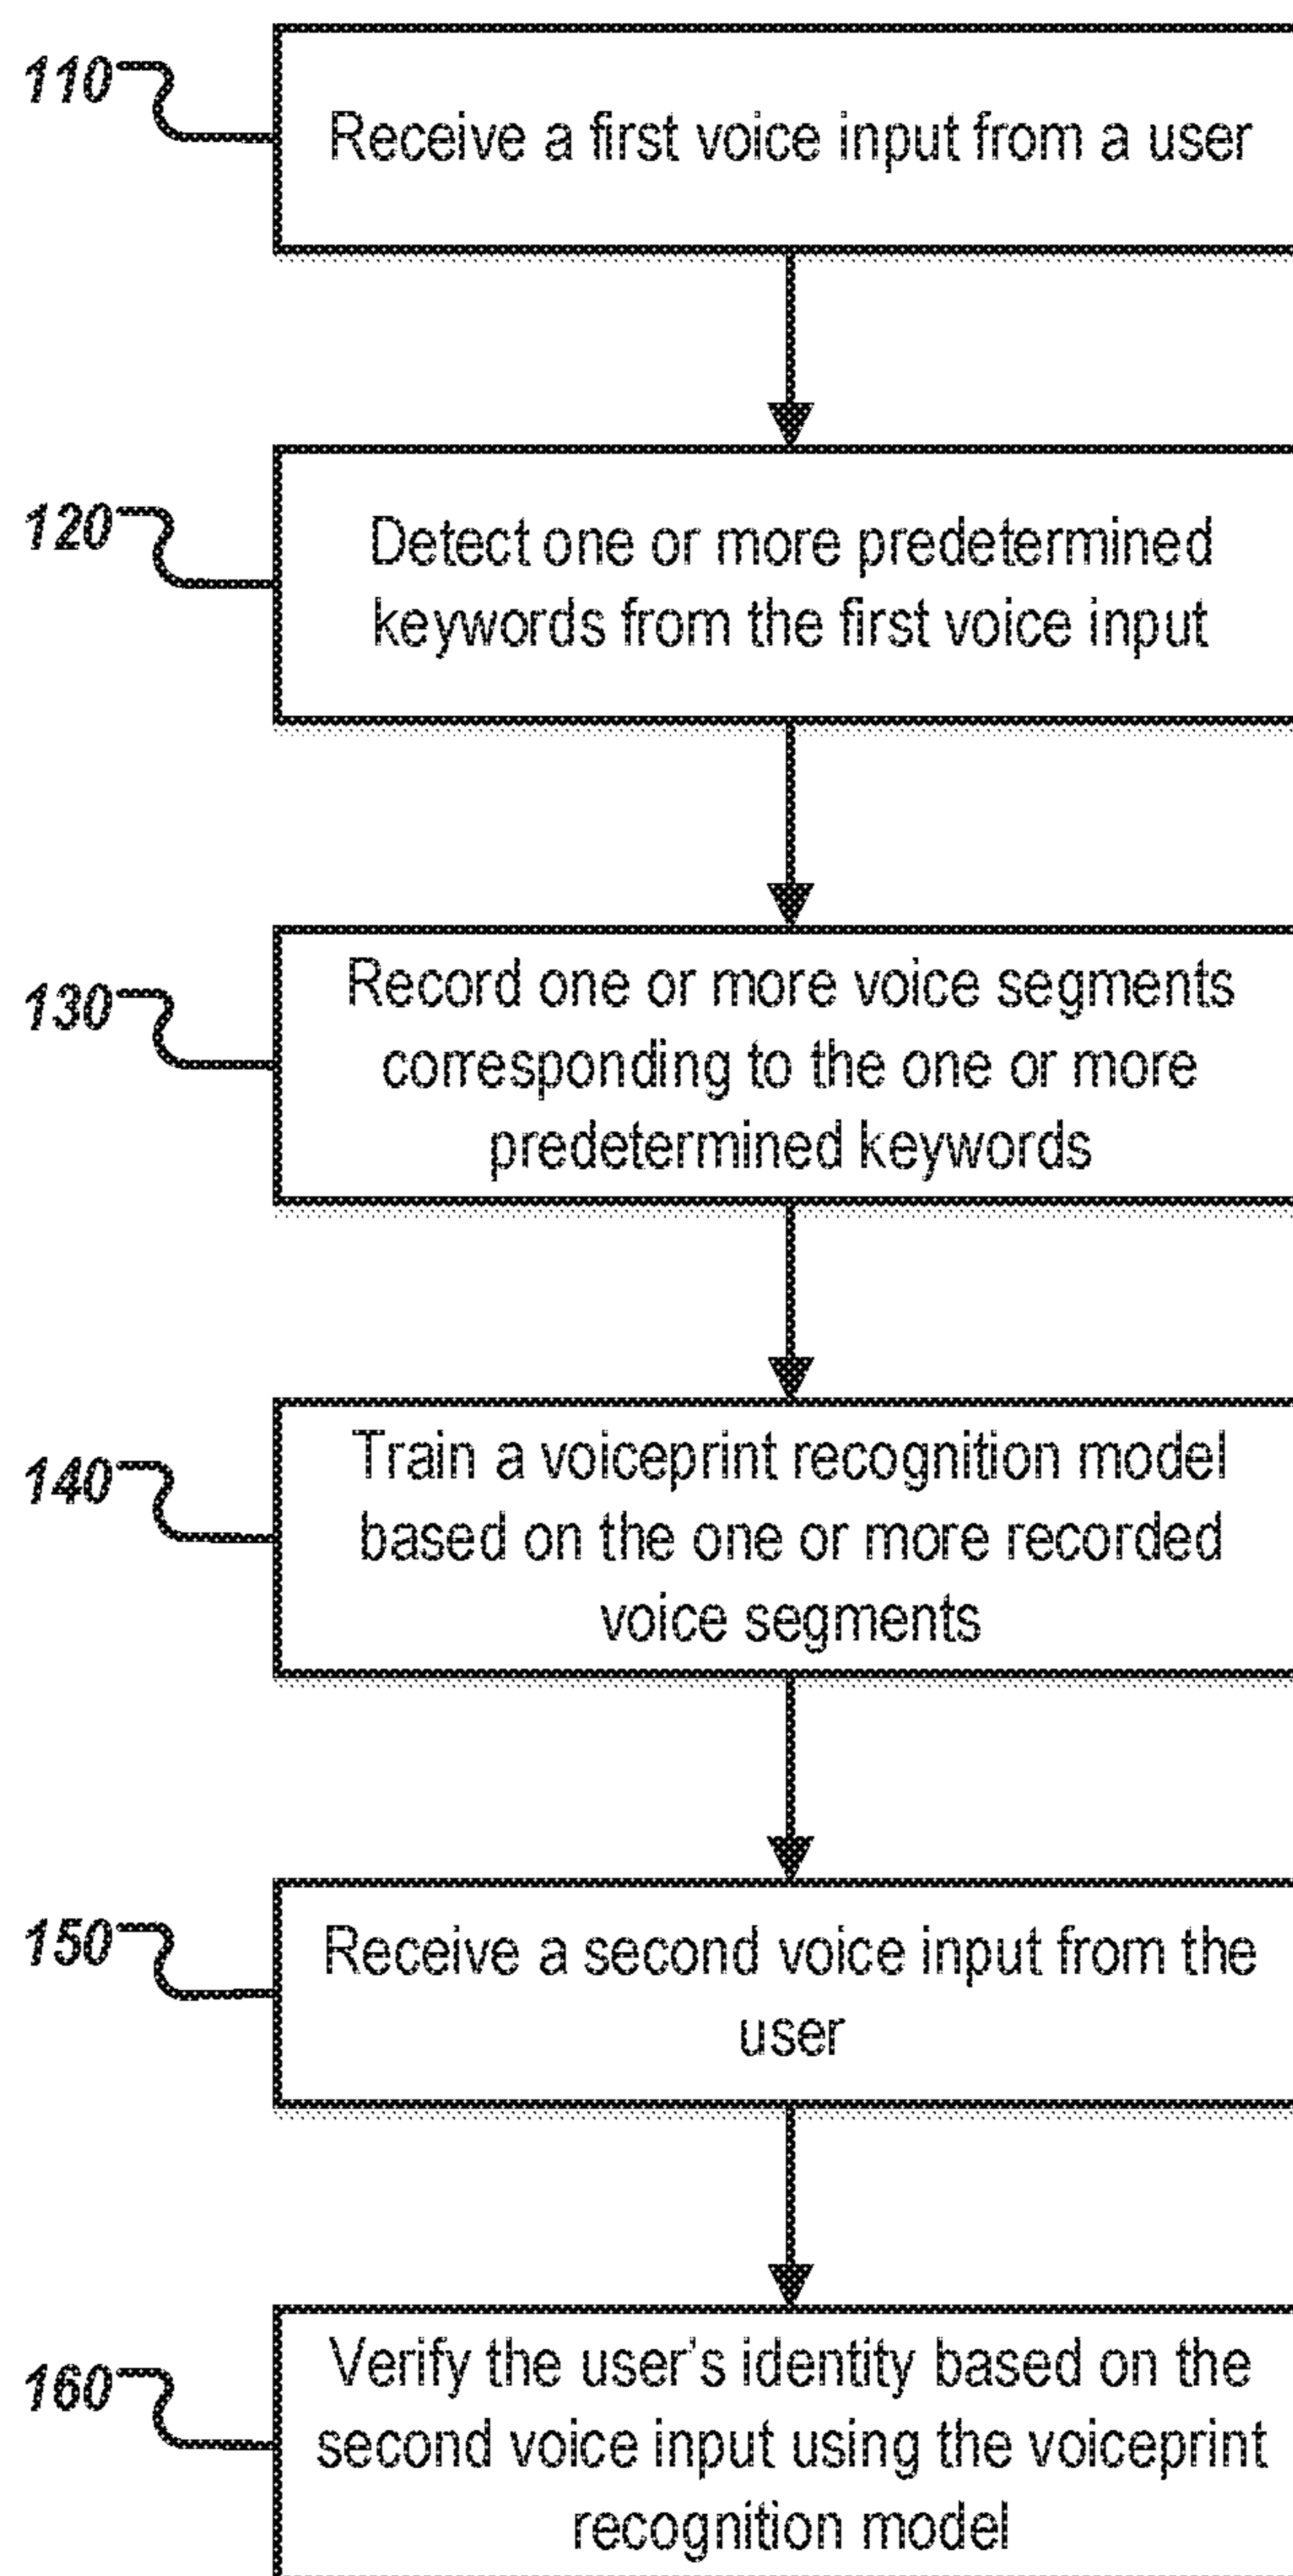 110
Receive a first voice input from a user
120
Detect one or more predetermined
keywords from the first voice input
130
Record one or more voice segments
corresponding to the one or more
predetermined keywords
140
Train a voiceprint recognition model
based on the one or more recorded
voice segments
150
Receive a second voice input from the
user
160
Verify the user's identity based on the
second voice input using the voiceprint
recognition model